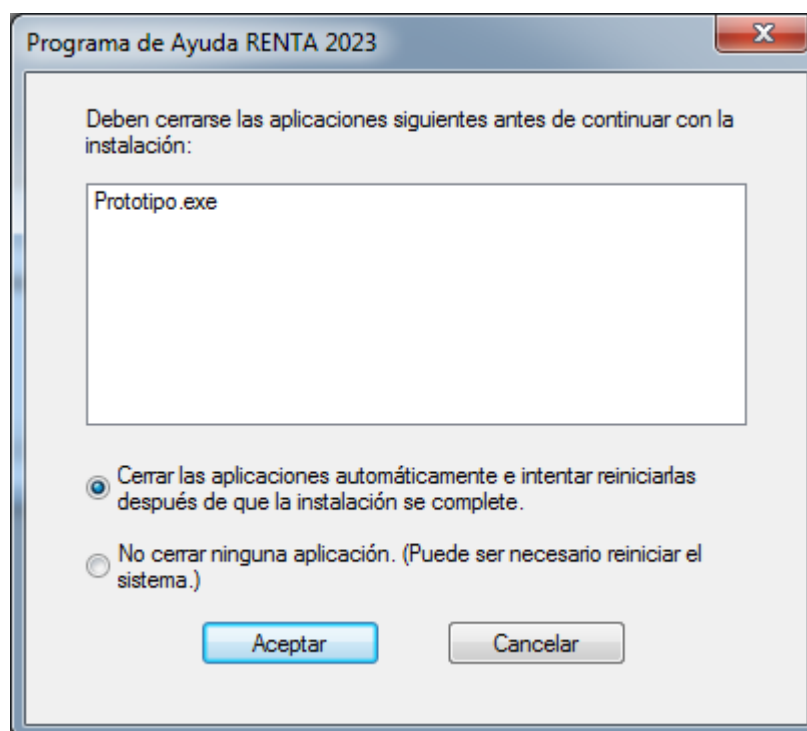 Programa de Ayuda RENTA 2023
Deben cerrarse las aplicaciones siguientes antes de continuar con la
instalación:
Prototipo.exe
Cerrar las aplicaciones automáticamente e intentar reiniciarlas
después de que la instalación se complete.
No cerrar ninguna aplicación. (Puede ser necesario reiniciar el
sistema.)
Aceptar
Cancelar